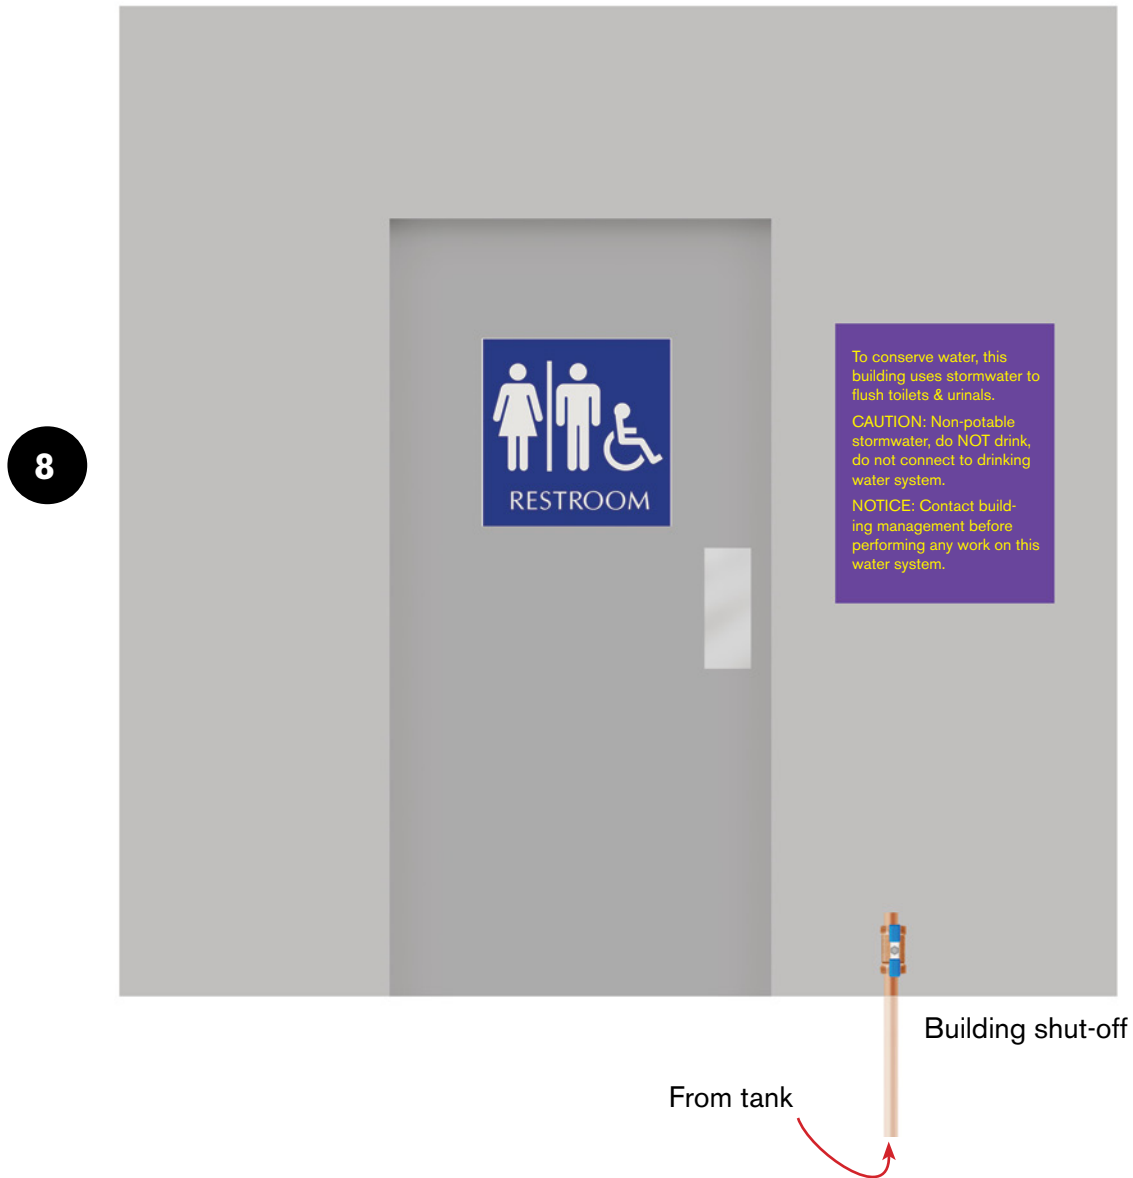 8
RESTROOM
To conserve water, this
building uses stormwater to
flush toilets & urinals.
CAUTION: Non-potable
stormwater, do NOT drink,
do not connect to drinking
water system.
NOTICE: Contact build-
ing management before
performing any work on this
water system.
Building shut-off
From tank